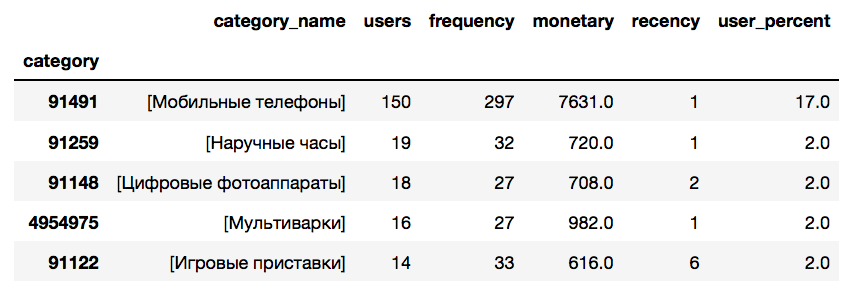 category_name users frequency monetary recency user_percent
category
91491 [Мобильные телефоны] 150 297 7631.0 1 17.0
91259 [Наручные часы] 19 32 720.0 1 2.0
91148 [Цифровые фотоаппараты] 18 27 708.0 2 2.0
4954975 [Мультиварки] 16 27 982.0 1 2.0
91122 [Игровые приставки] 14 33 616.0 6 2.0